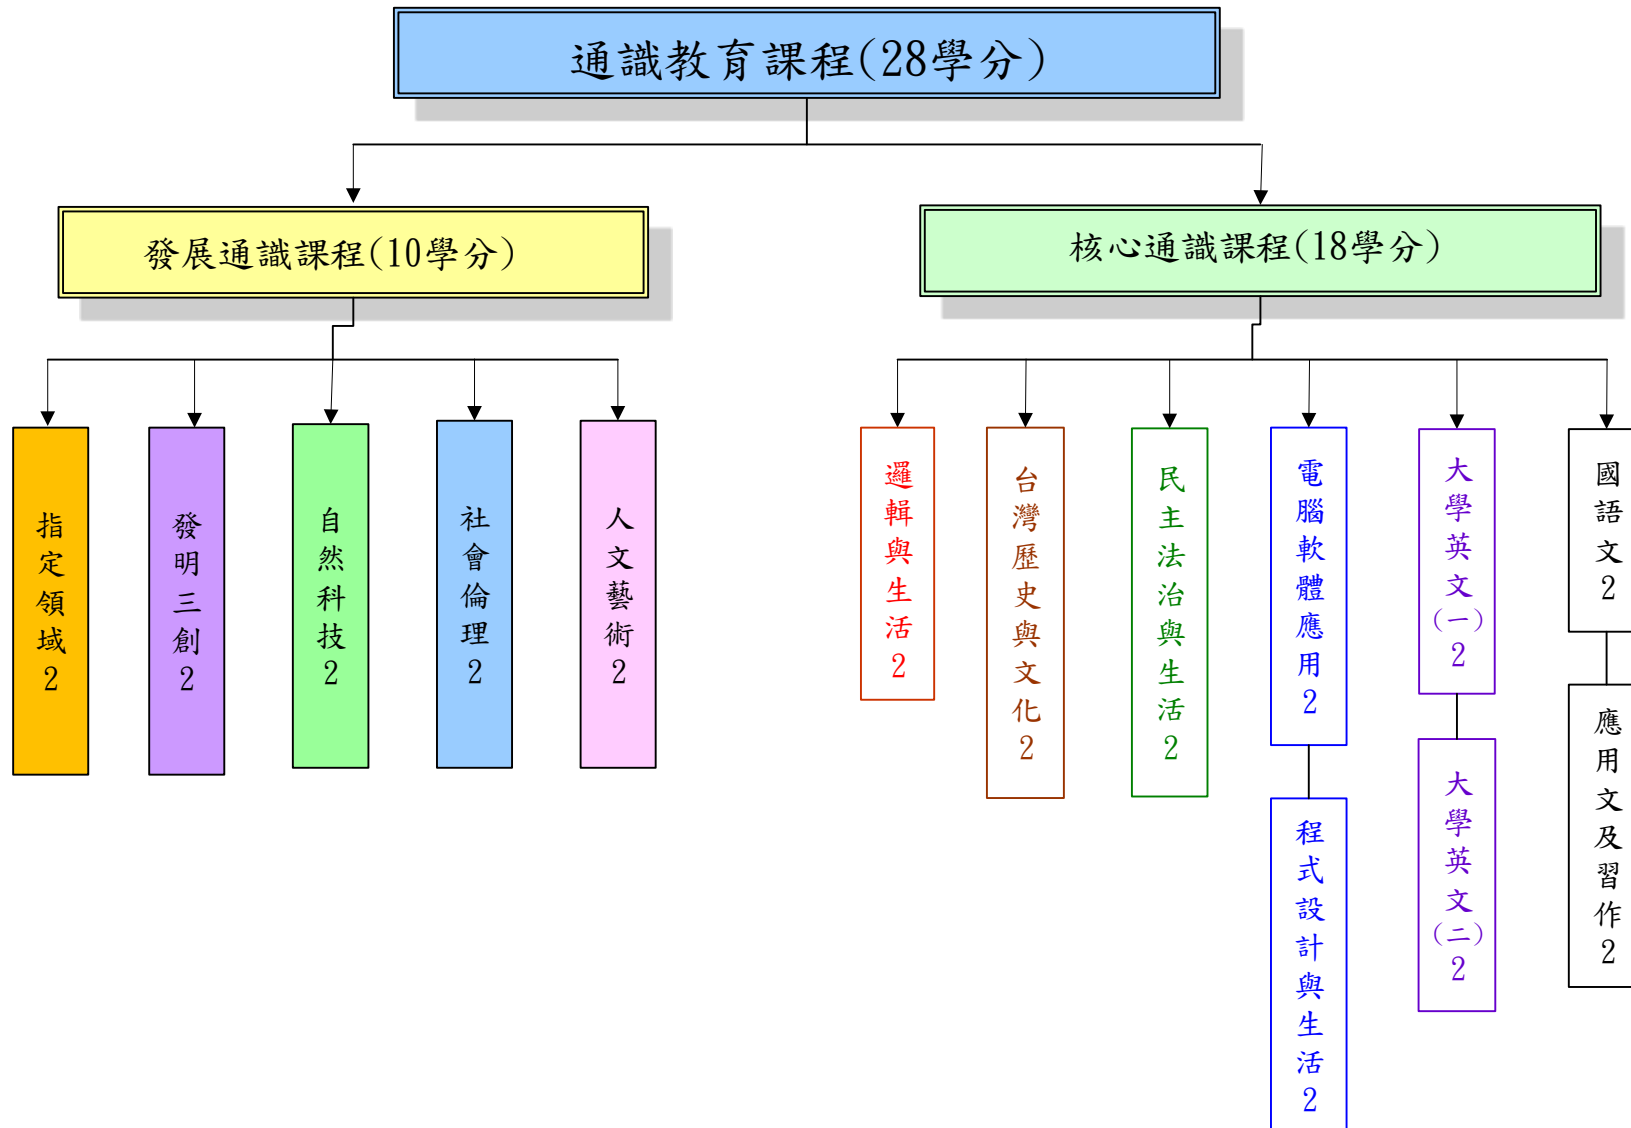 通識教育課程(28學分)
發展通識課程(10學分)
核心通識課程(18學分)
指定領域2
發明三創2
自然科技2
社會倫理2
人文藝術2
邏輯與生活2
台灣歷史與文化2
民主法治與生活2
電腦軟體應用2
大學英文(一)2
國語文2
程式設計與生活2
大學英文(二)2
應用文及習作2